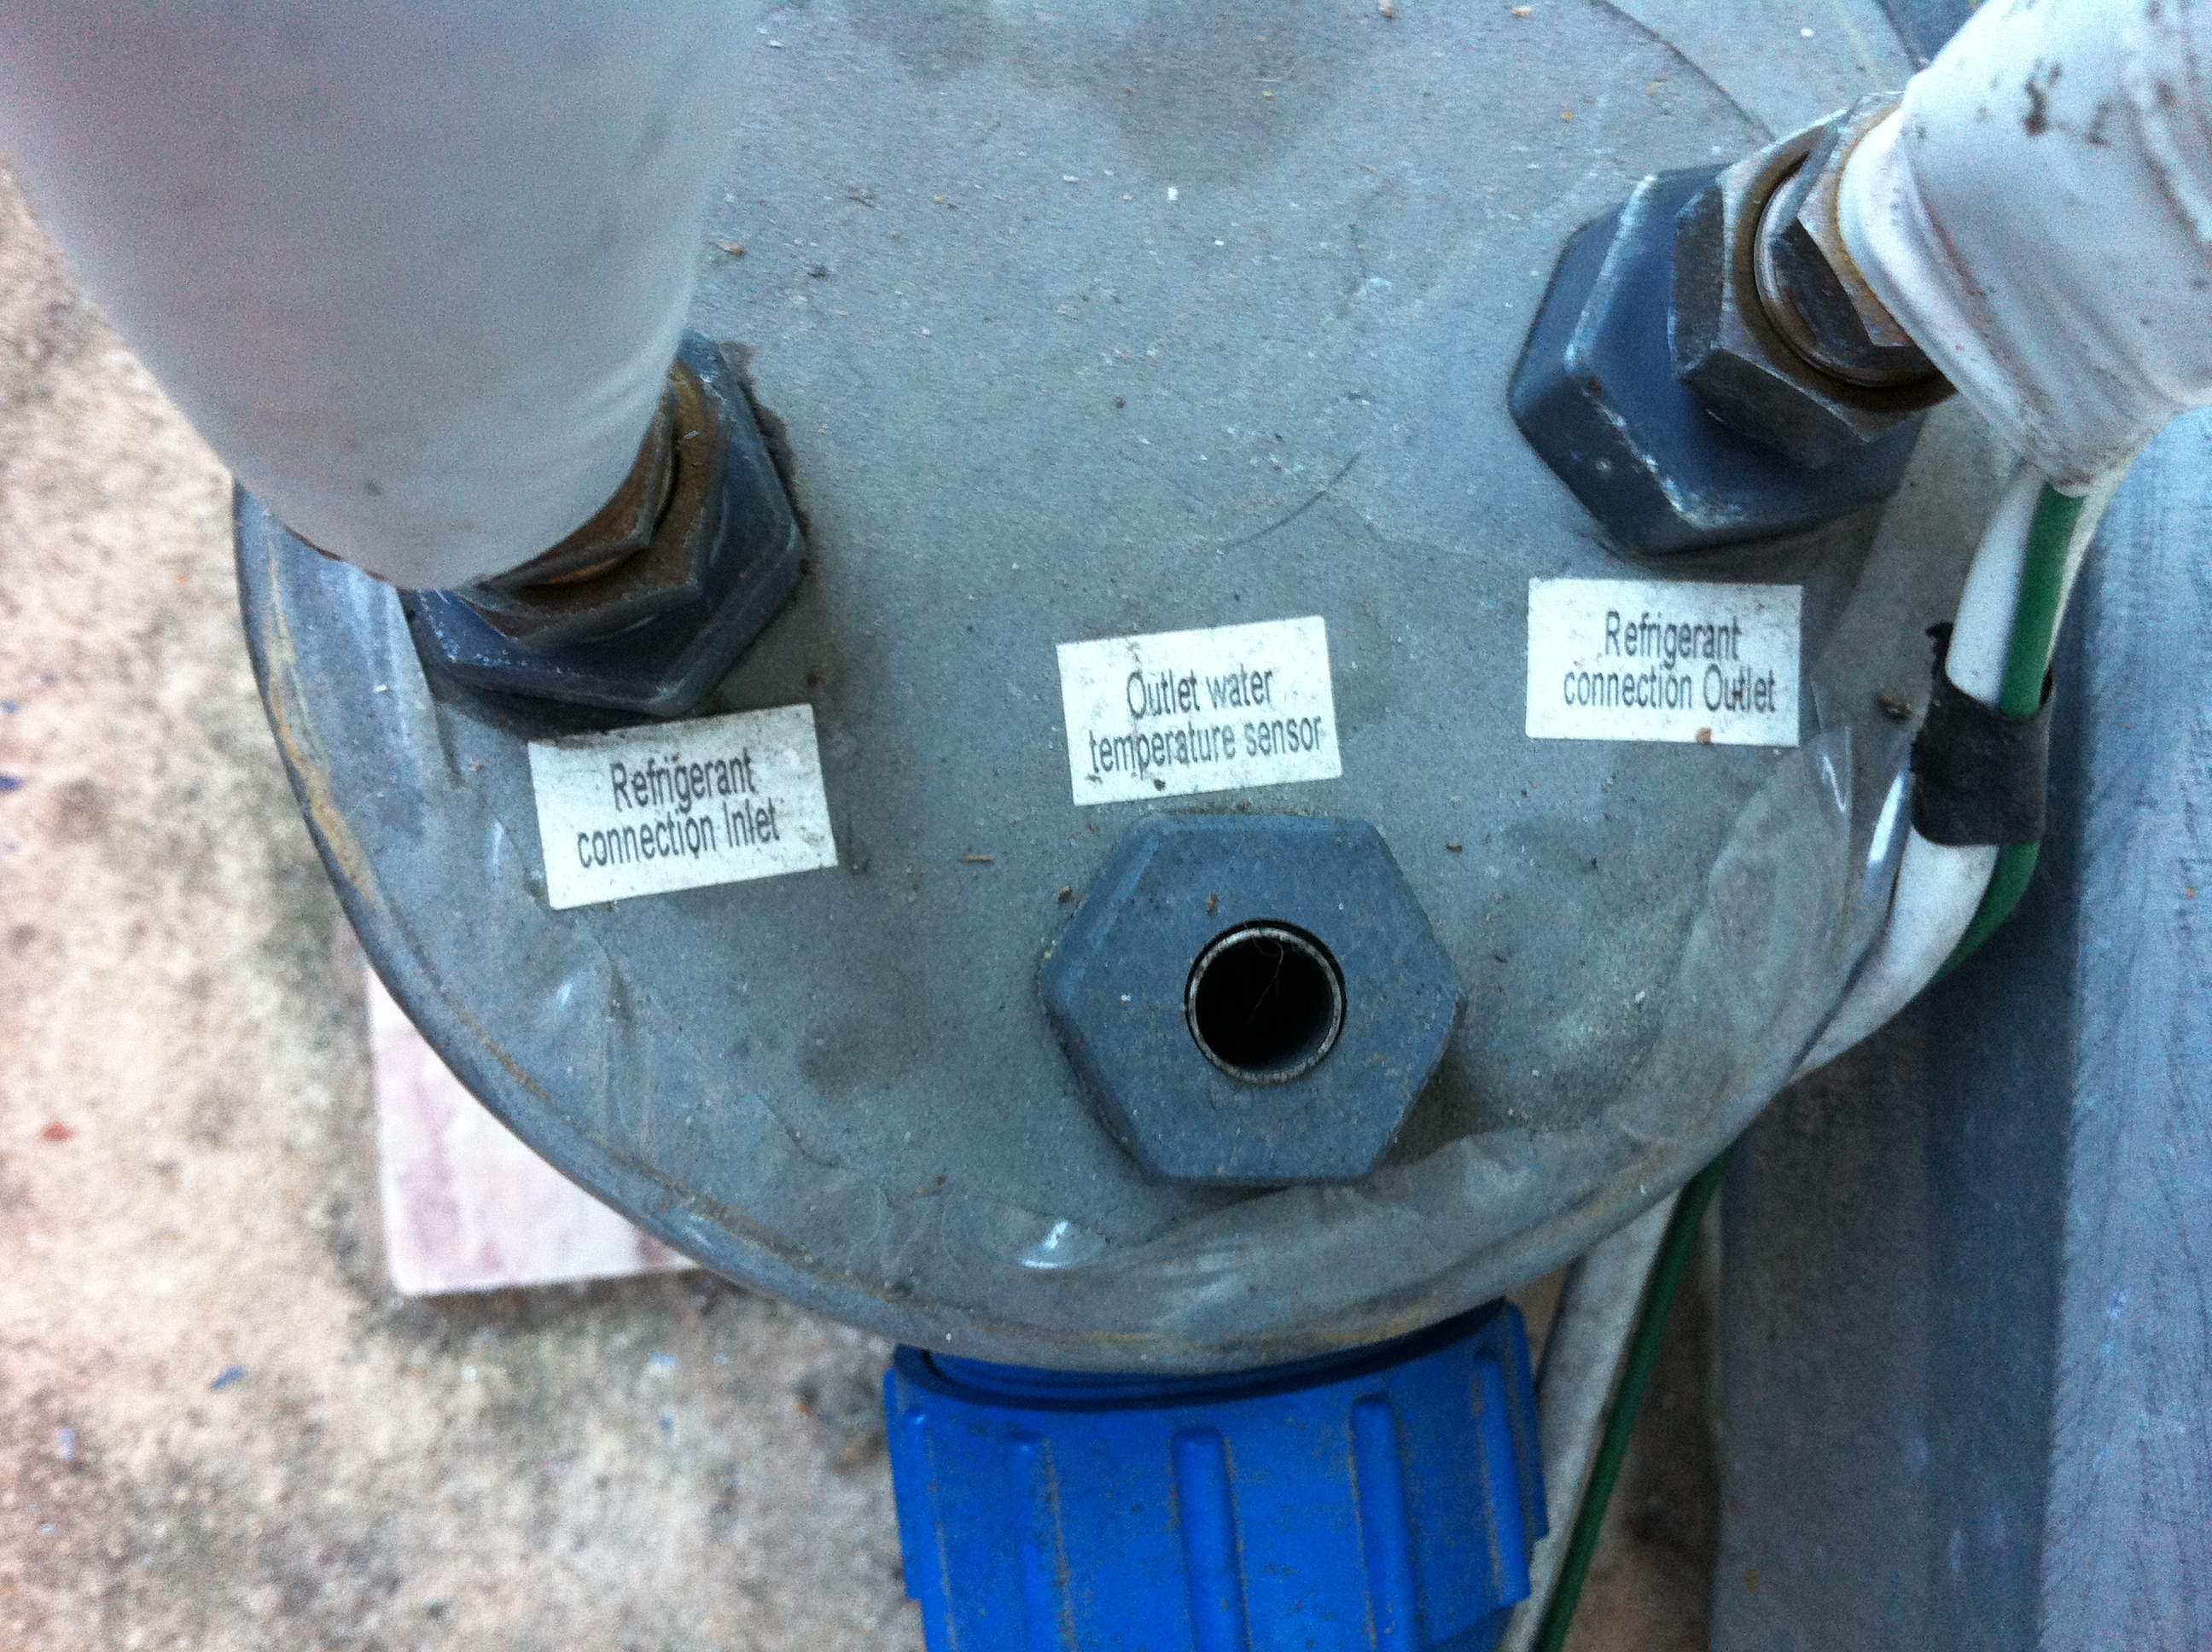 Refrigerant
connection Inlet
Outlet water
temperature sensor
Refrigerant
connection Outlet